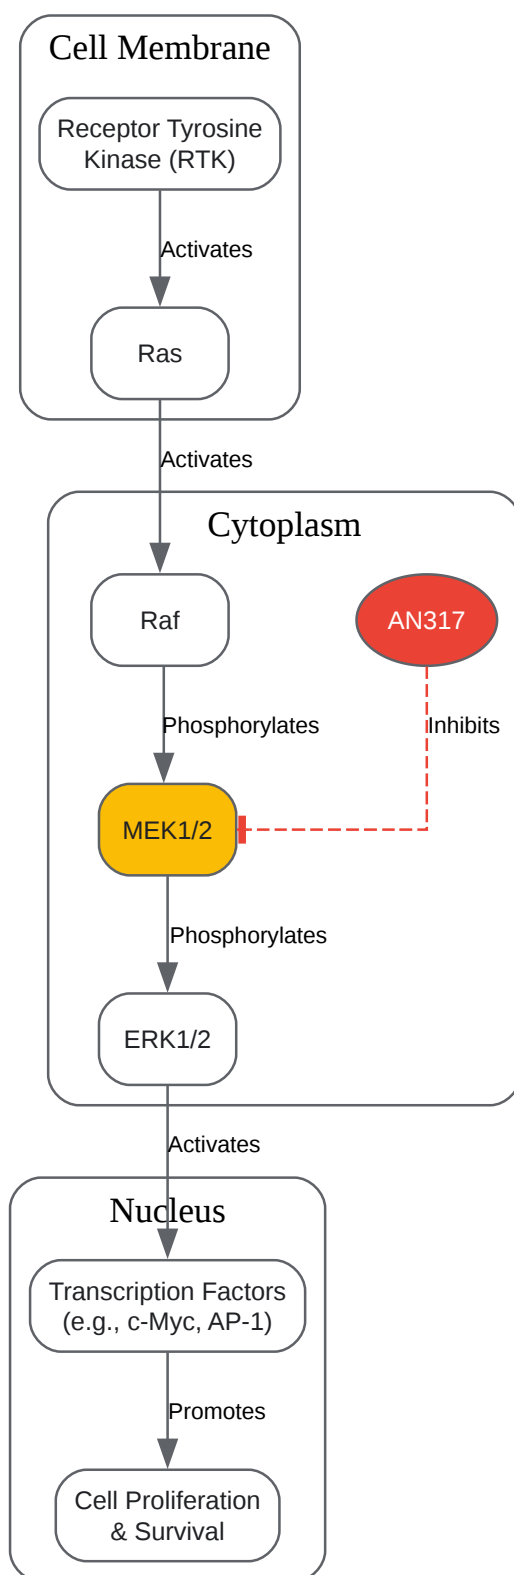 Cell Membrane
Receptor Tyrosine
Kinase (RTK)
Activates
Ras
Activates
Cytoplasm
Raf
AN317
Phosphorylates
Inhibits
MEK1/2
Phosphorylates
ERK1/2
Activates
Nucleus
Transcription Factors
(e.g., c-Myc, AP-1)
Promotes
Cell Proliferation
& Survival